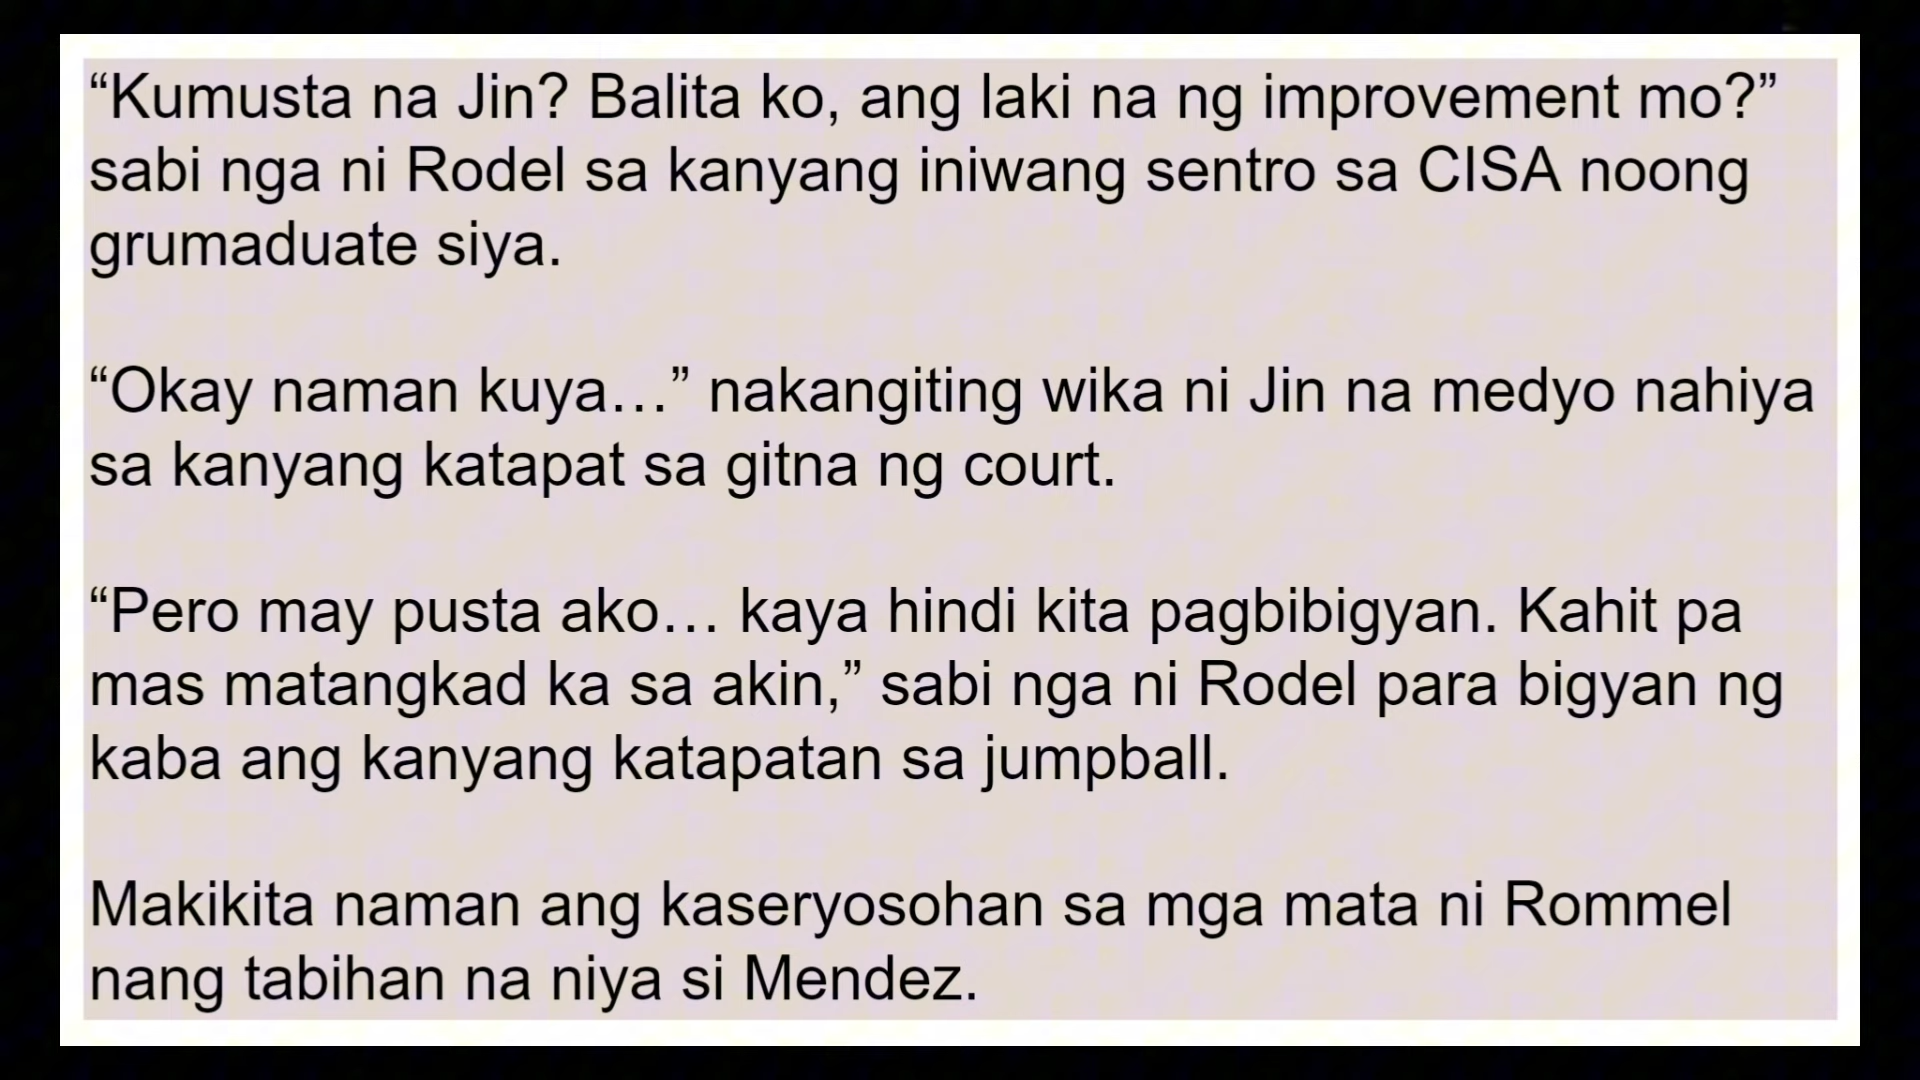 “Kumusta na Jin? Balita ko, ang laki na ng improvement mo?”
sabi nga ni Rodel sa kanyang iniwang sentro sa CISA noong
grumaduate siya.
“Okay naman kuya…” nakangiting wika ni Jin na medyo nahiya
sa kanyang katapat sa gitna ng court.
“Pero may pusta ako… kaya hindi kita pagbibigyan. Kahit pa
mas matangkad ka sa akin,” sabi nga ni Rodel para bigyan ng
kaba ang kanyang katapatan sa jumpball.
Makikita naman ang kaseryosohan sa mga mata ni Rommel
nang tabihan na niya si Mendez.